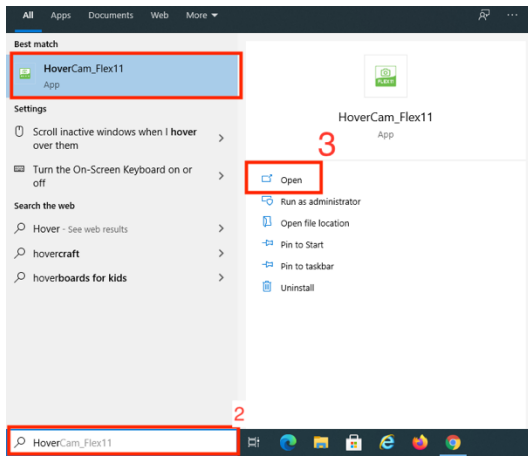 All Apps Documents Web More
Best match
HoverCam_Flex11
App
Settings
Scroll inactive windows when I hover
over them
Turn the On-Screen Keyboard on or
off
Search the web
Hover - See web results
hovercraft
hoverboards for kids
FLEX 11
HoverCam_Flex11
App
3
Open
Run as administrator
Open file location
Pin to Start
Pin to taskbar
Uninstall
2
HoverCam_Flex11